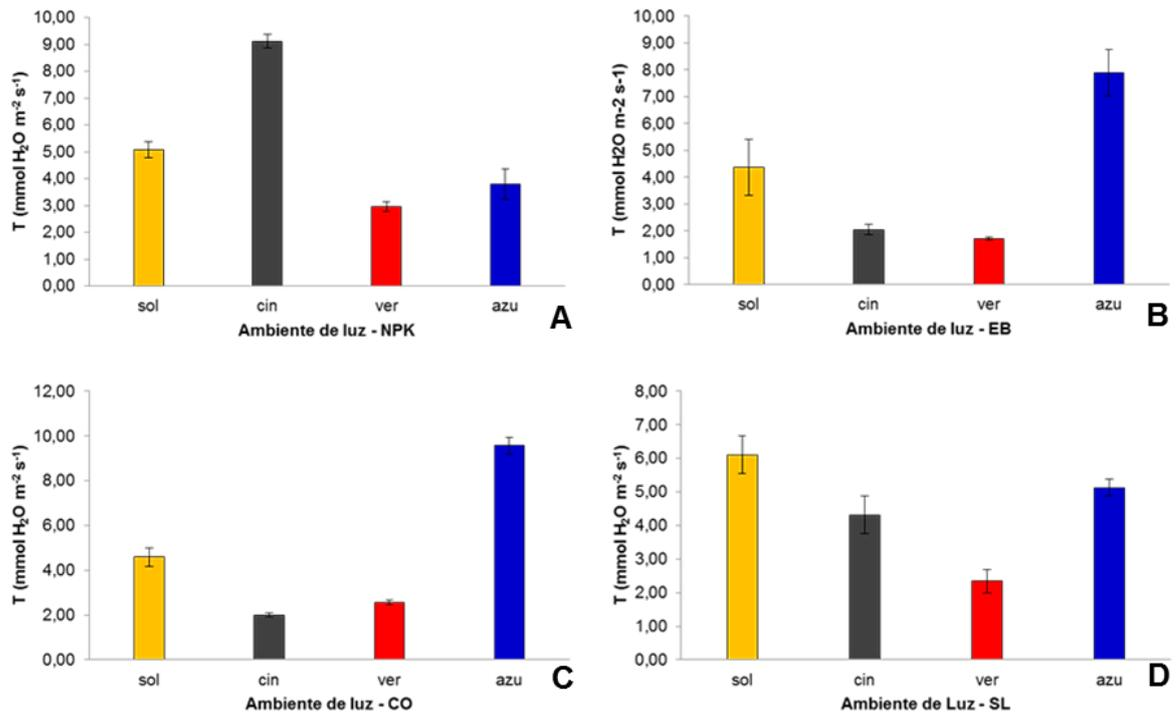 10,00
9,00
8,00
7,00
6,00
5,00
4,00
3,00
2,00
1,00
0,00
T (mmol H₂O m⁻² s⁻¹)
sol cin ver azu
Ambiente de luz - NPK
A
10,00
9,00
8,00
7,00
6,00
5,00
4,00
3,00
2,00
1,00
0,00
T (mmol H2O m-2 s-1)
sol cin ver azu
Ambiente de luz - EB
B
12,00
10,00
8,00
6,00
4,00
2,00
0,00
T (mmol H₂O m⁻² s⁻¹)
sol cin ver azu
Ambiente de luz - CO
C
8,00
7,00
6,00
5,00
4,00
3,00
2,00
1,00
0,00
T (mmol H₂O m⁻² s⁻¹)
sol cin ver azu
Ambiente de Luz - SL
D